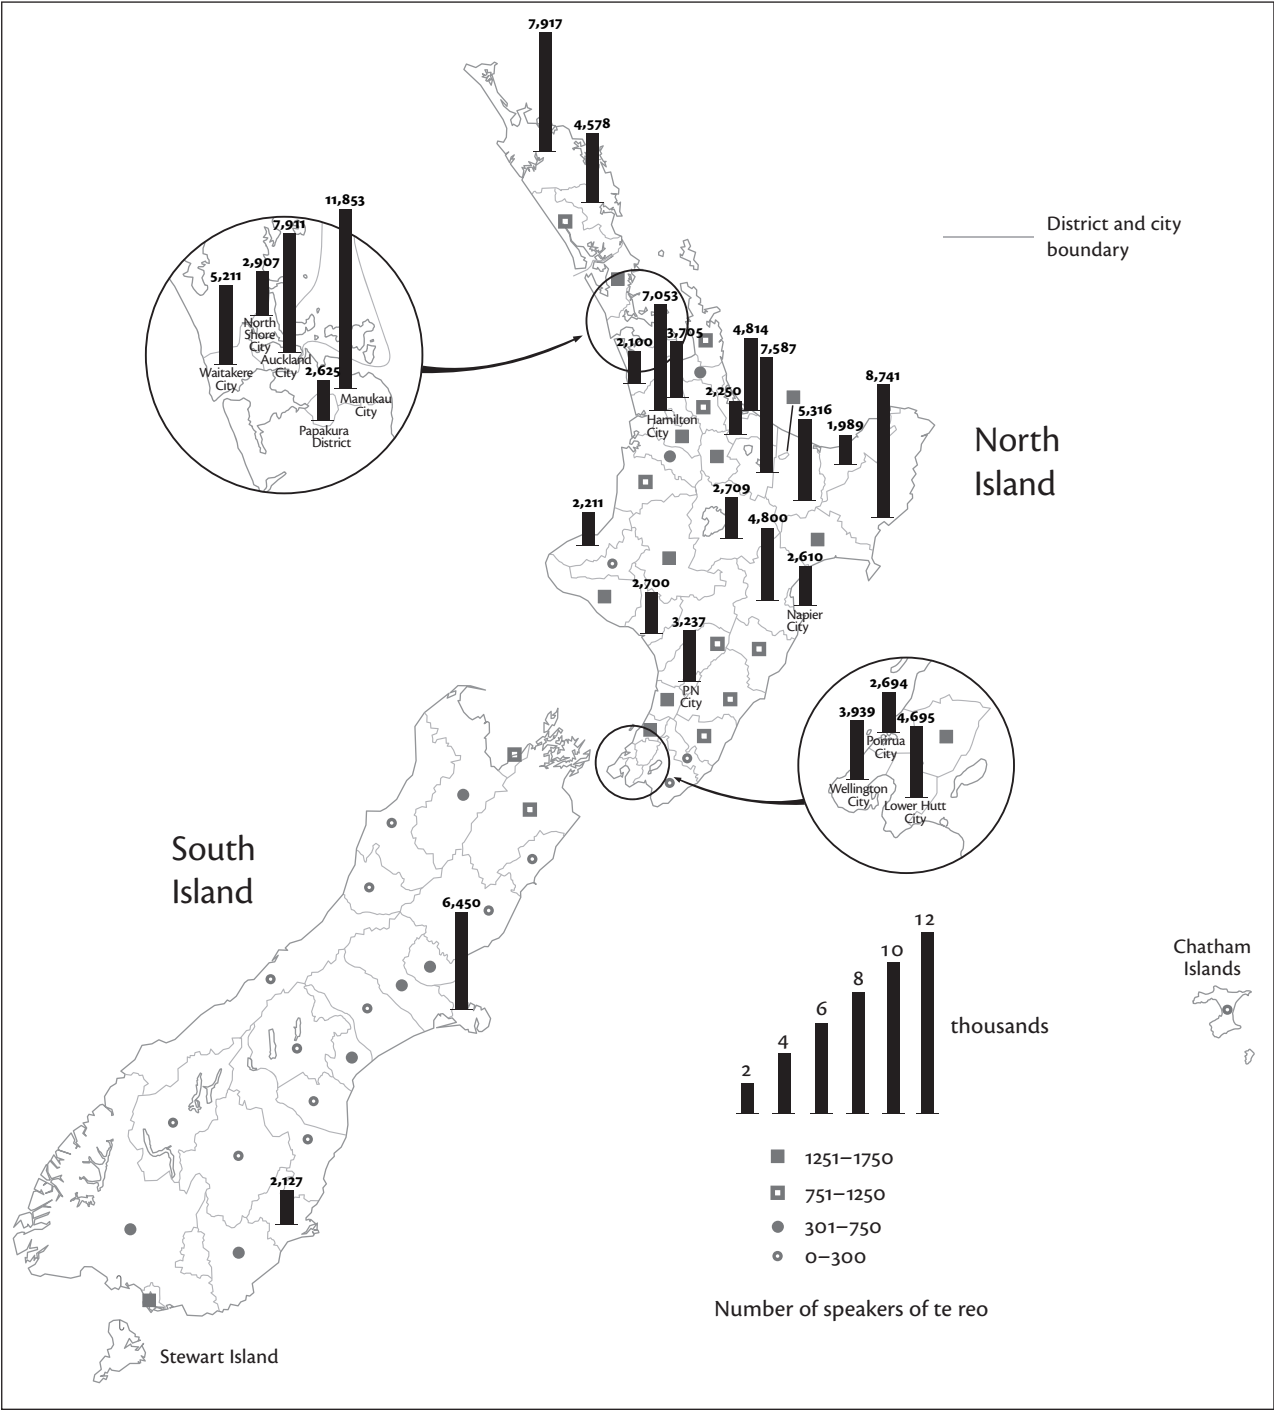 7,917
4,578
11,853
7,911
2,907
5,211
North
Shore
City
Auckland
City
Waitakere
City
2,625
Manukau
City
Papakura
District
District and city
boundary
7,053
3,705
2,100
4,814
7,587
2,250
8,741
5,316
1,989
Hamilton
City
North
Island
2,709
2,211
4,800
2,610
2,700
Napier
City
3,237
PN
City
2,694
3,939
4,695
Porirua
City
Wellington
City
Lower Hutt
City
South
Island
6,450
12
10
8
6
4
2
thousands
Chatham
Islands
1251–1750
751–1250
301–750
0–300
2,127
Number of speakers of te reo
Stewart Island